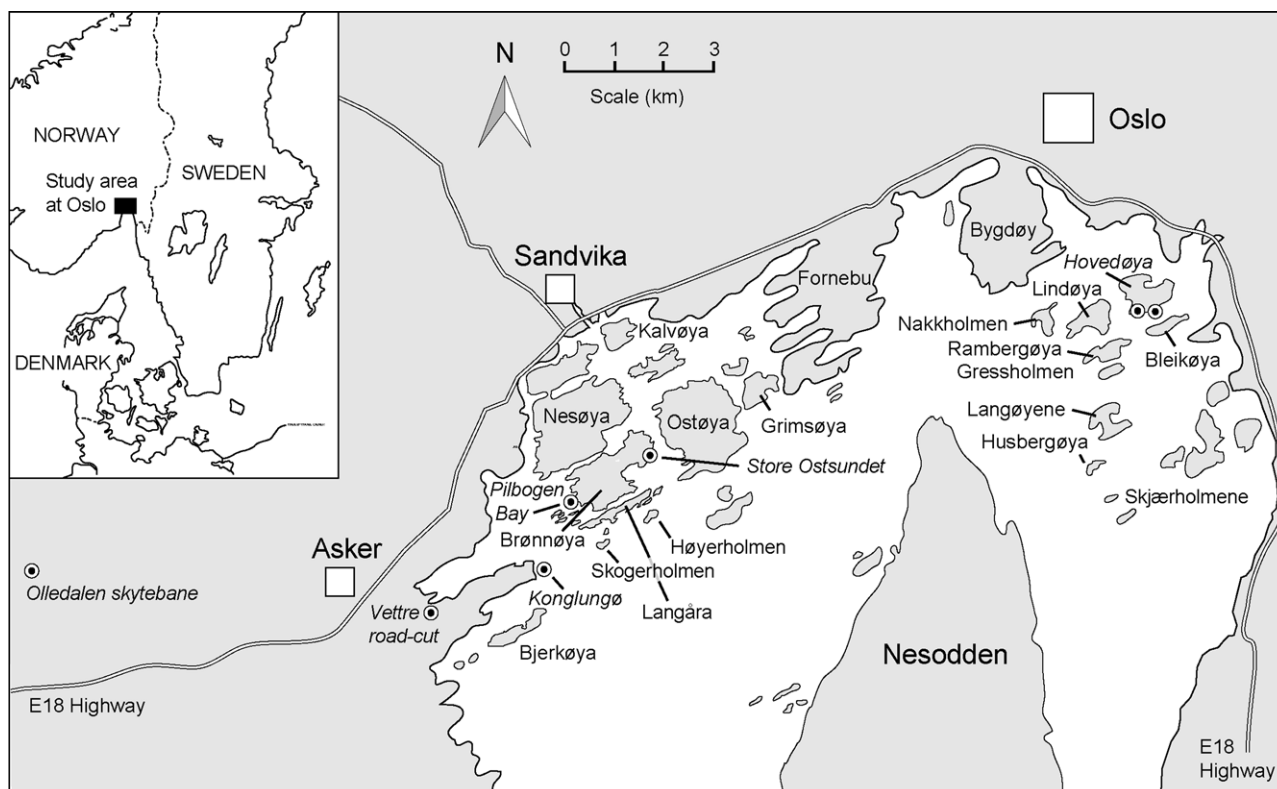 NORWAY
SWEDEN
Study area
at Oslo
DENMARK
N
0 1 2 3
Scale (km)
Oslo
Sandvika
Bygdøy
Fornebu
Hovedøya
Lindøya
Nakkholmen
Kalvøya
Rambergøya
Gressholmen
Bleikøya
Nesøya
Ostøya
Grimsøya
Langøyene
Husbergøya
Store Ostsundet
Pilbogen
Bay
Skjærholmene
Brønnøya
Høyerholmen
Asker
Skogerholmen
Olledalen skytebane
Konglungø
Langåra
Vettre
road-cut
Bjerkøya
Nesodden
E18 Highway
E18
Highway